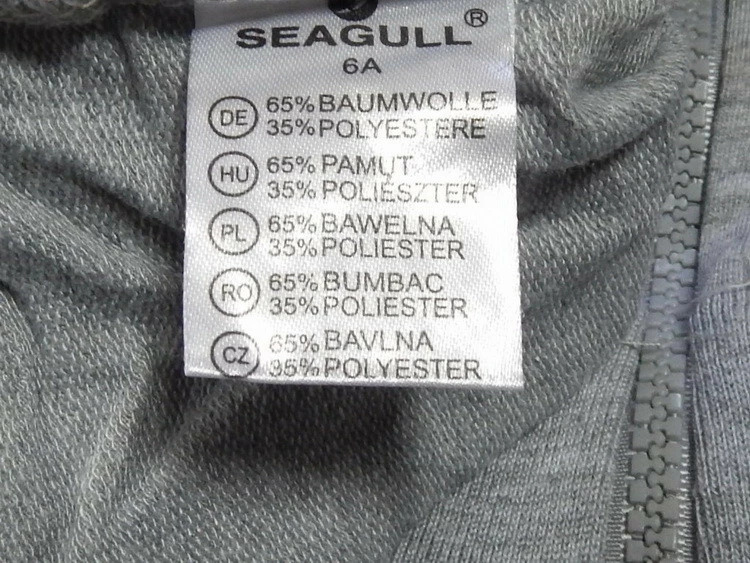 SEAGULL®
6A
DE 65% BAUMWOLLE
35% POLYESTERE
HU 65% PAMUT
35% POLIÉSZTER
PL 65% BAWELNA
35% POLIESTER
RO 65% BUMBAC
35% POLIESTER
CZ 65% BAVLNA
35% POLYESTER